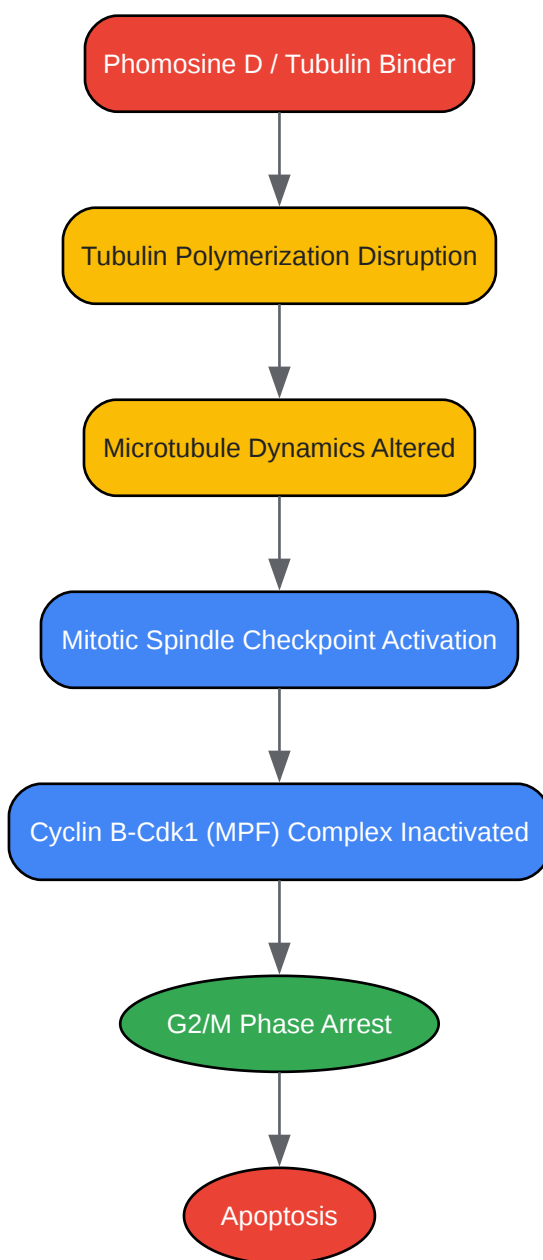 Phomosine D / Tubulin Binder
Tubulin Polymerization Disruption
Microtubule Dynamics Altered
Mitotic Spindle Checkpoint Activation
Cyclin B-Cdk1 (MPF) Complex Inactivated
G2/M Phase Arrest
Apoptosis